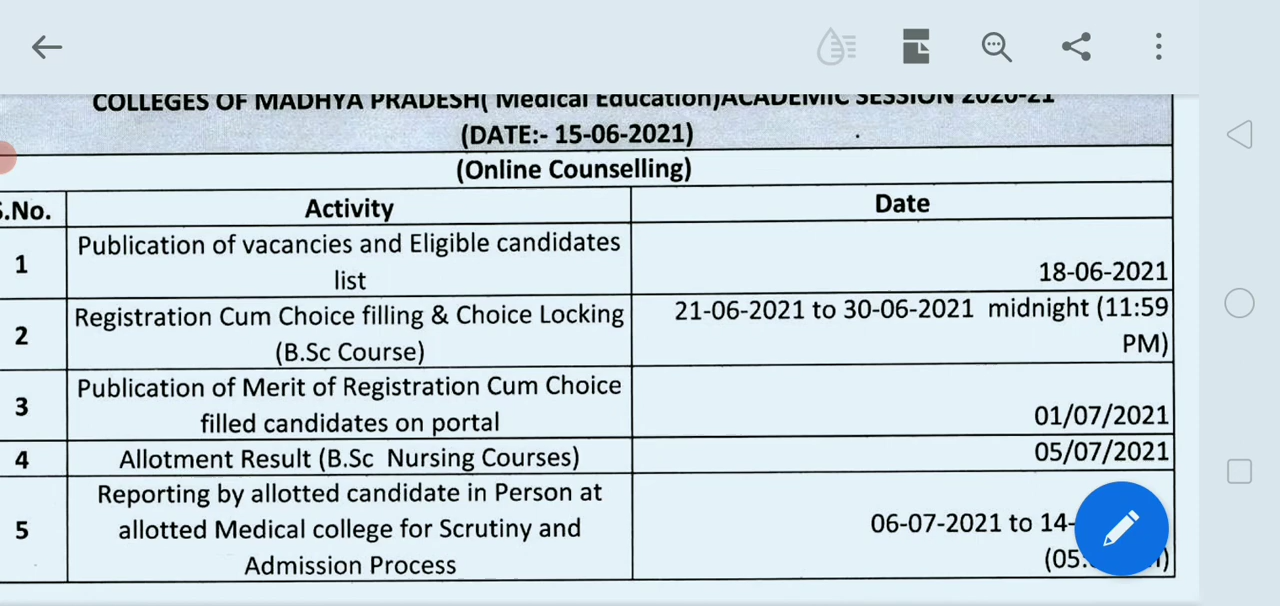 COLLEGES OF MADHYA PRADESH( Medical Education)ACADEMIC SESSION 2020-21
(DATE:- 15-06-2021)
(Online Counselling)
S.No. Activity Date
1 Publication of vacancies and Eligible candidates
list 18-06-2021
2 Registration Cum Choice filling & Choice Locking
(B.Sc Course) 21-06-2021 to 30-06-2021 midnight (11:59
PM)
3 Publication of Merit of Registration Cum Choice
filled candidates on portal 01/07/2021
4 Allotment Result (B.Sc Nursing Courses) 05/07/2021
5 Reporting by allotted candidate in Person at
allotted Medical college for Scrutiny and
Admission Process 06-07-2021 to 14-